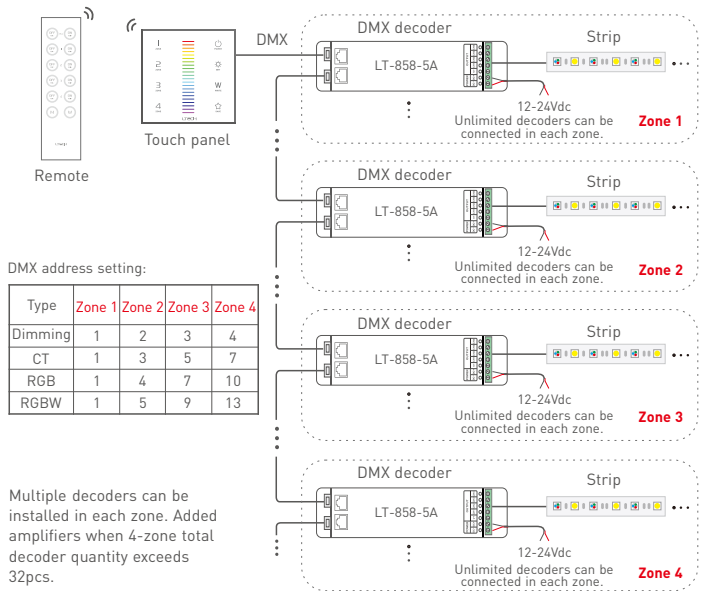 DMX decoder
Strip
DMX
LT-858-5A
1
2
3
W
4
12-24Vdc
Unlimited decoders can be
connected in each zone.
Zone 1
Touch panel
Remote
DMX decoder
Strip
LT-858-5A
12-24Vdc
Unlimited decoders can be
connected in each zone.
Zone 2
DMX address setting:
Type Zone 1 Zone 2 Zone 3 Zone 4
Dimming 1 2 3 4
CT 1 3 5 7
RGB 1 4 7 10
RGBW 1 5 9 13
DMX decoder
Strip
LT-858-5A
12-24Vdc
Unlimited decoders can be
connected in each zone.
Zone 3
Multiple decoders can be
installed in each zone. Added
amplifiers when 4-zone total
decoder quantity exceeds
32pcs.
DMX decoder
Strip
LT-858-5A
12-24Vdc
Unlimited decoders can be
connected in each zone.
Zone 4